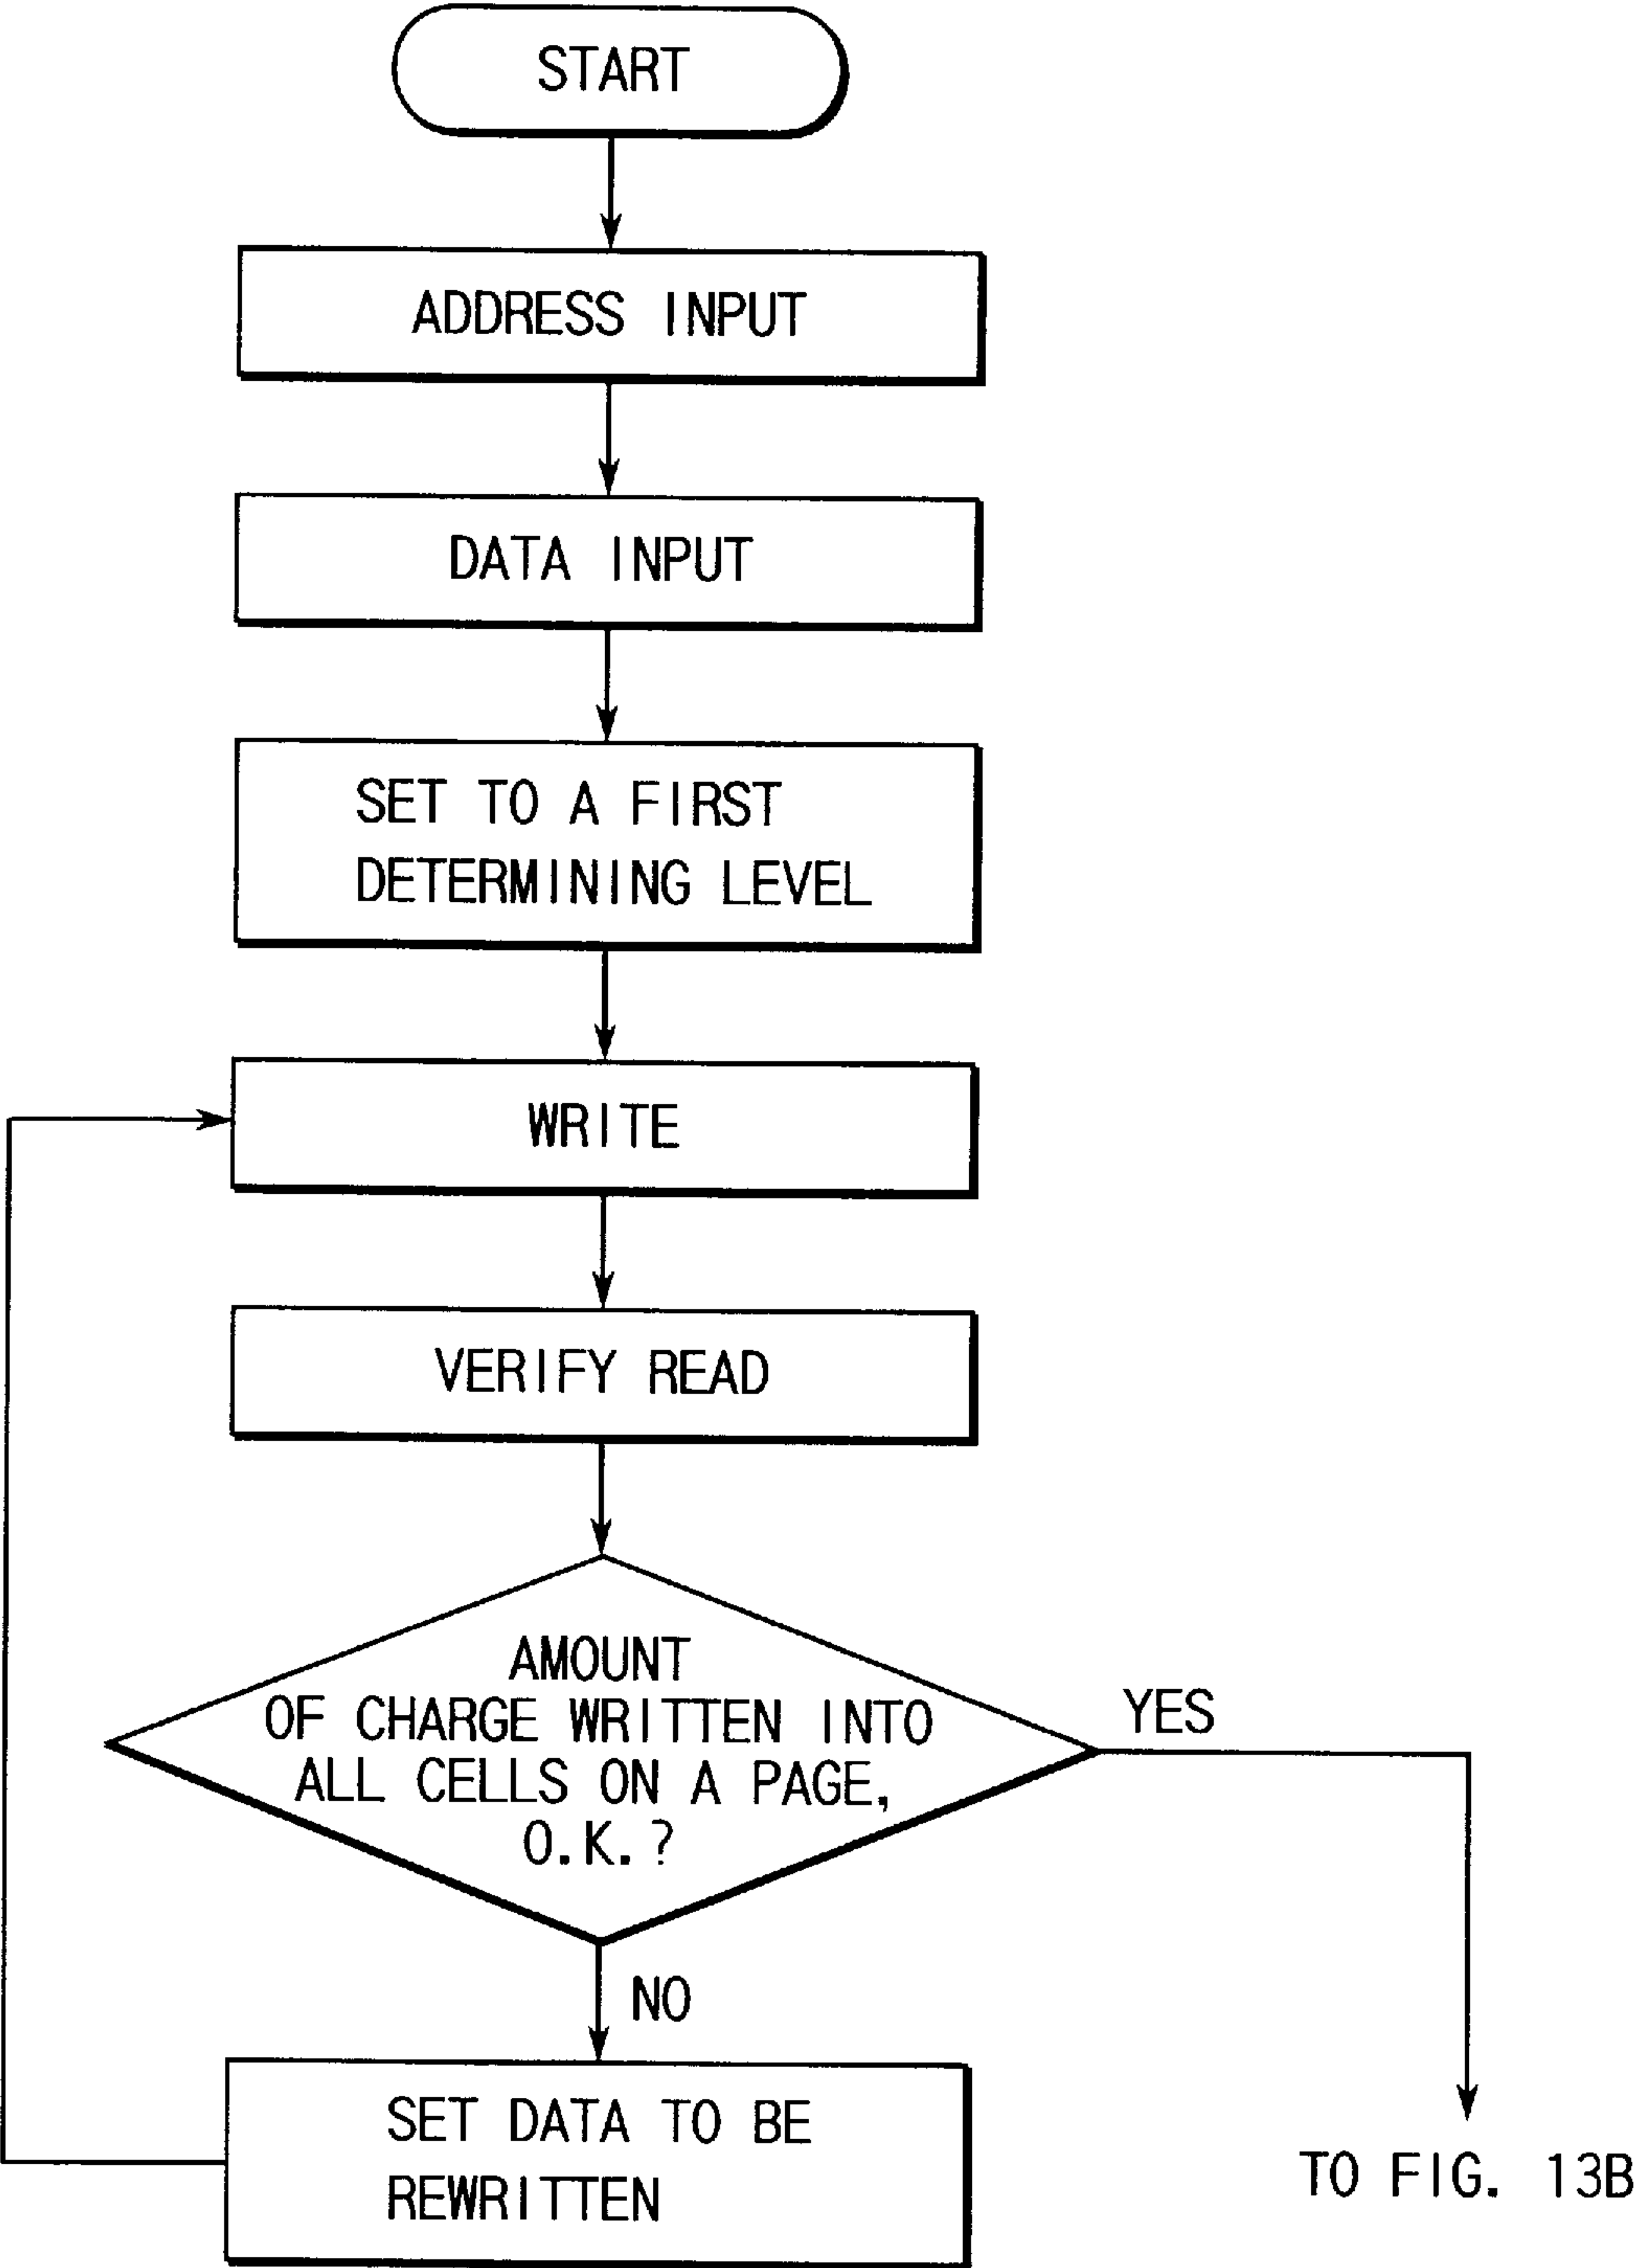 START
ADDRESS INPUT
DATA INPUT
SET TO A FIRST
DETERMINING LEVEL
WRITE
VERIFY READ
AMOUNT
OF CHARGE WRITTEN INTO
ALL CELLS ON A PAGE,
O.K.?
YES
NO
SET DATA TO BE
REWRITTEN
TO FIG. 13B